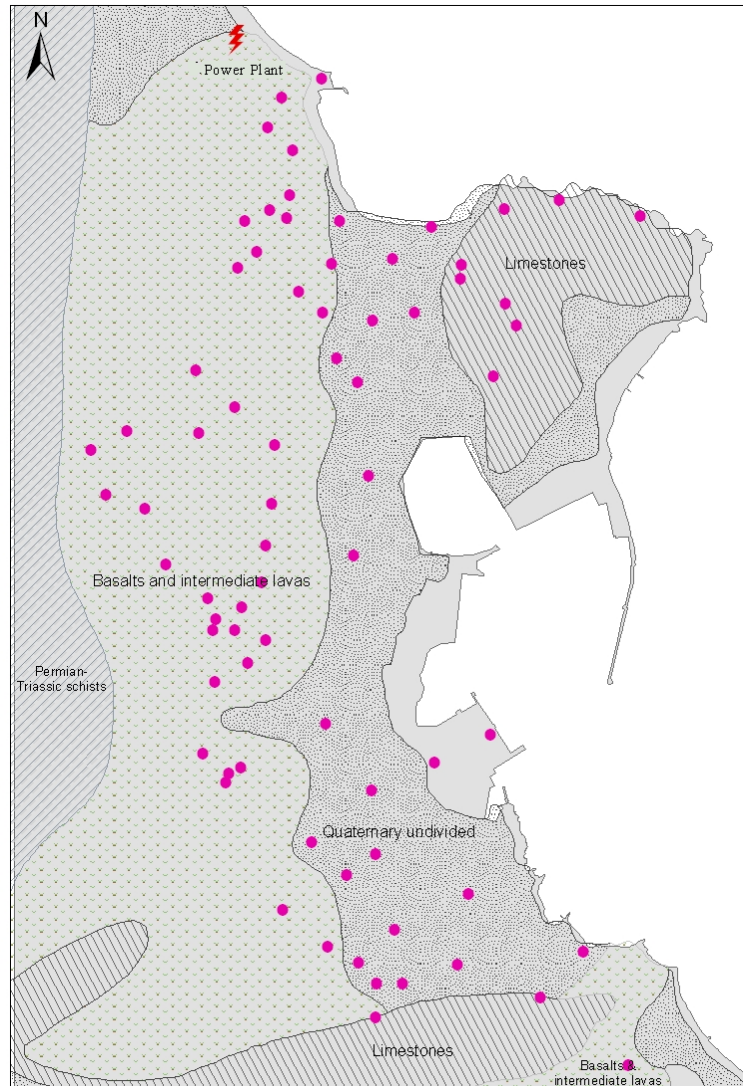 N
Power Plant
Limestones
Basalts and intermediate lavas
Permian-
Triassic schists
Quaternary undivided
Limestones
Basalts &
intermediate lavas